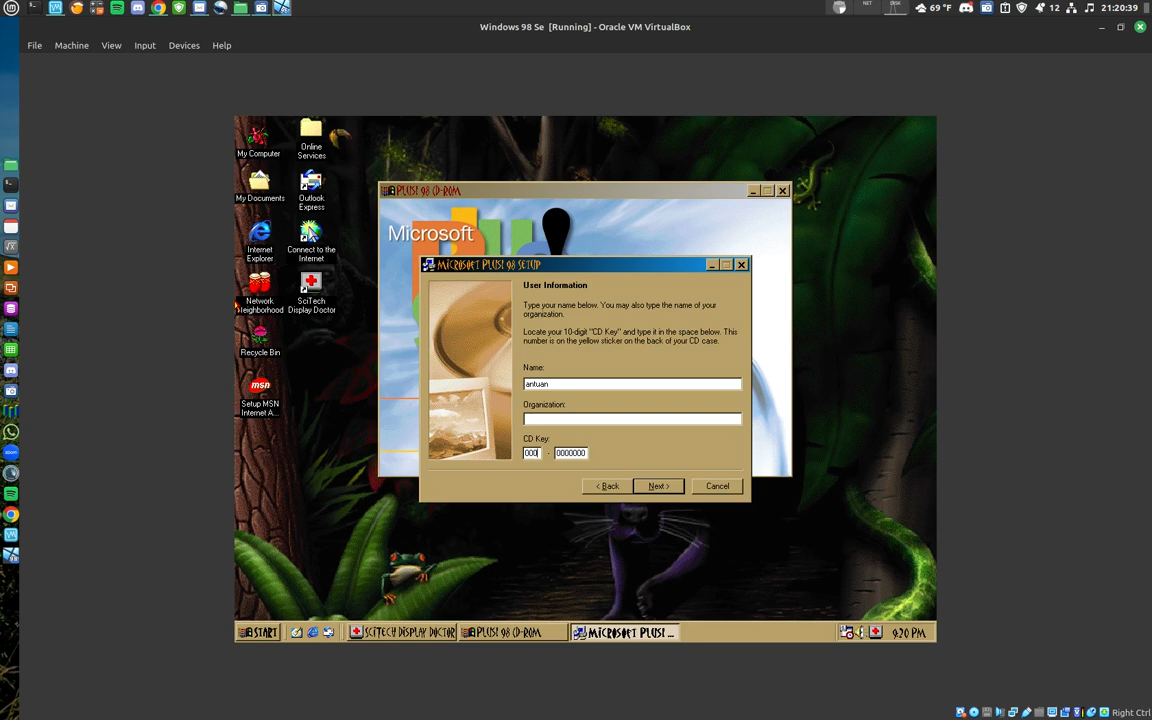 69 °F
12
21:20:39
Windows 98 Se [Running] - Oracle VM VirtualBox
File Machine View Input Devices Help
My Computer
Online Services
My Documents
Outlook Express
Internet Explorer
Connect to the Internet
Network Neighborhood
SciTech Display Doctor
Recycle Bin
msn
Setup MSN Internet A...
PLUS! 98 CD-ROM
Microsoft
MICROSOFT PLUS! 98 SETUP
User Information
Type your name below. You may also type the name of your
organization.
Locate your 10-digit "CD Key" and type it in the space below. This
number is on the yellow sticker on the back of your CD case.
Name:
antuan
Organization:
CD Key:
000 - 0000000
< Back Next > Cancel
START SCITECH DISPLAY DOCTOR PLUS! 98 CD-ROM MICROSOFT PLUS! ... 9:20 PM
Right Ctrl